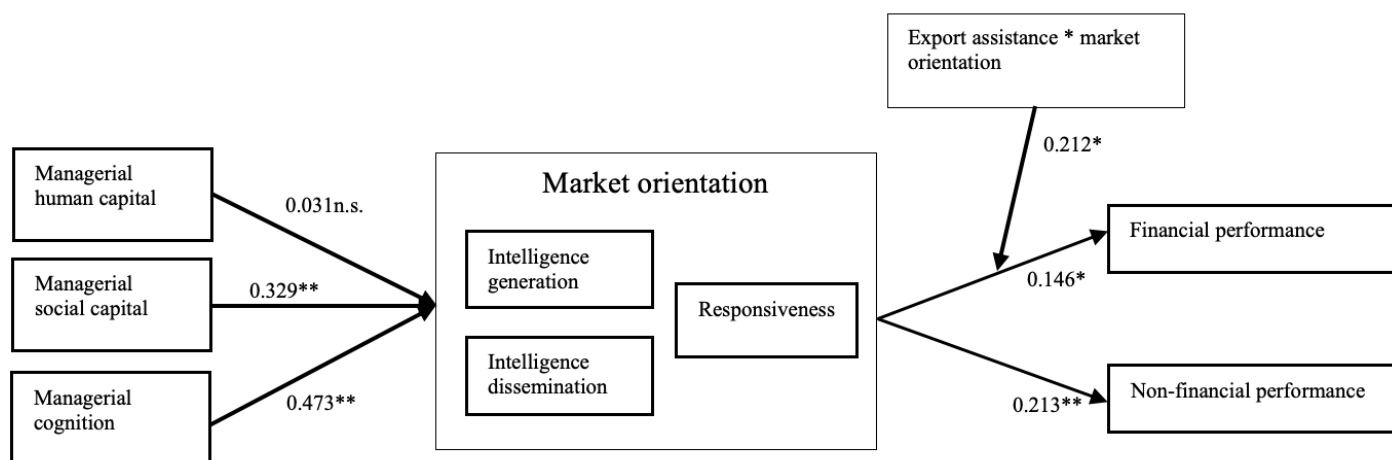 Export assistance * market
orientation
0.212*
Managerial
human capital
0.031n.s.
Managerial
social capital
0.329**
Managerial
cognition
0.473**
Market orientation
Intelligence
generation
Intelligence
dissemination
Responsiveness
Financial performance
0.146*
Non-financial performance
0.213**